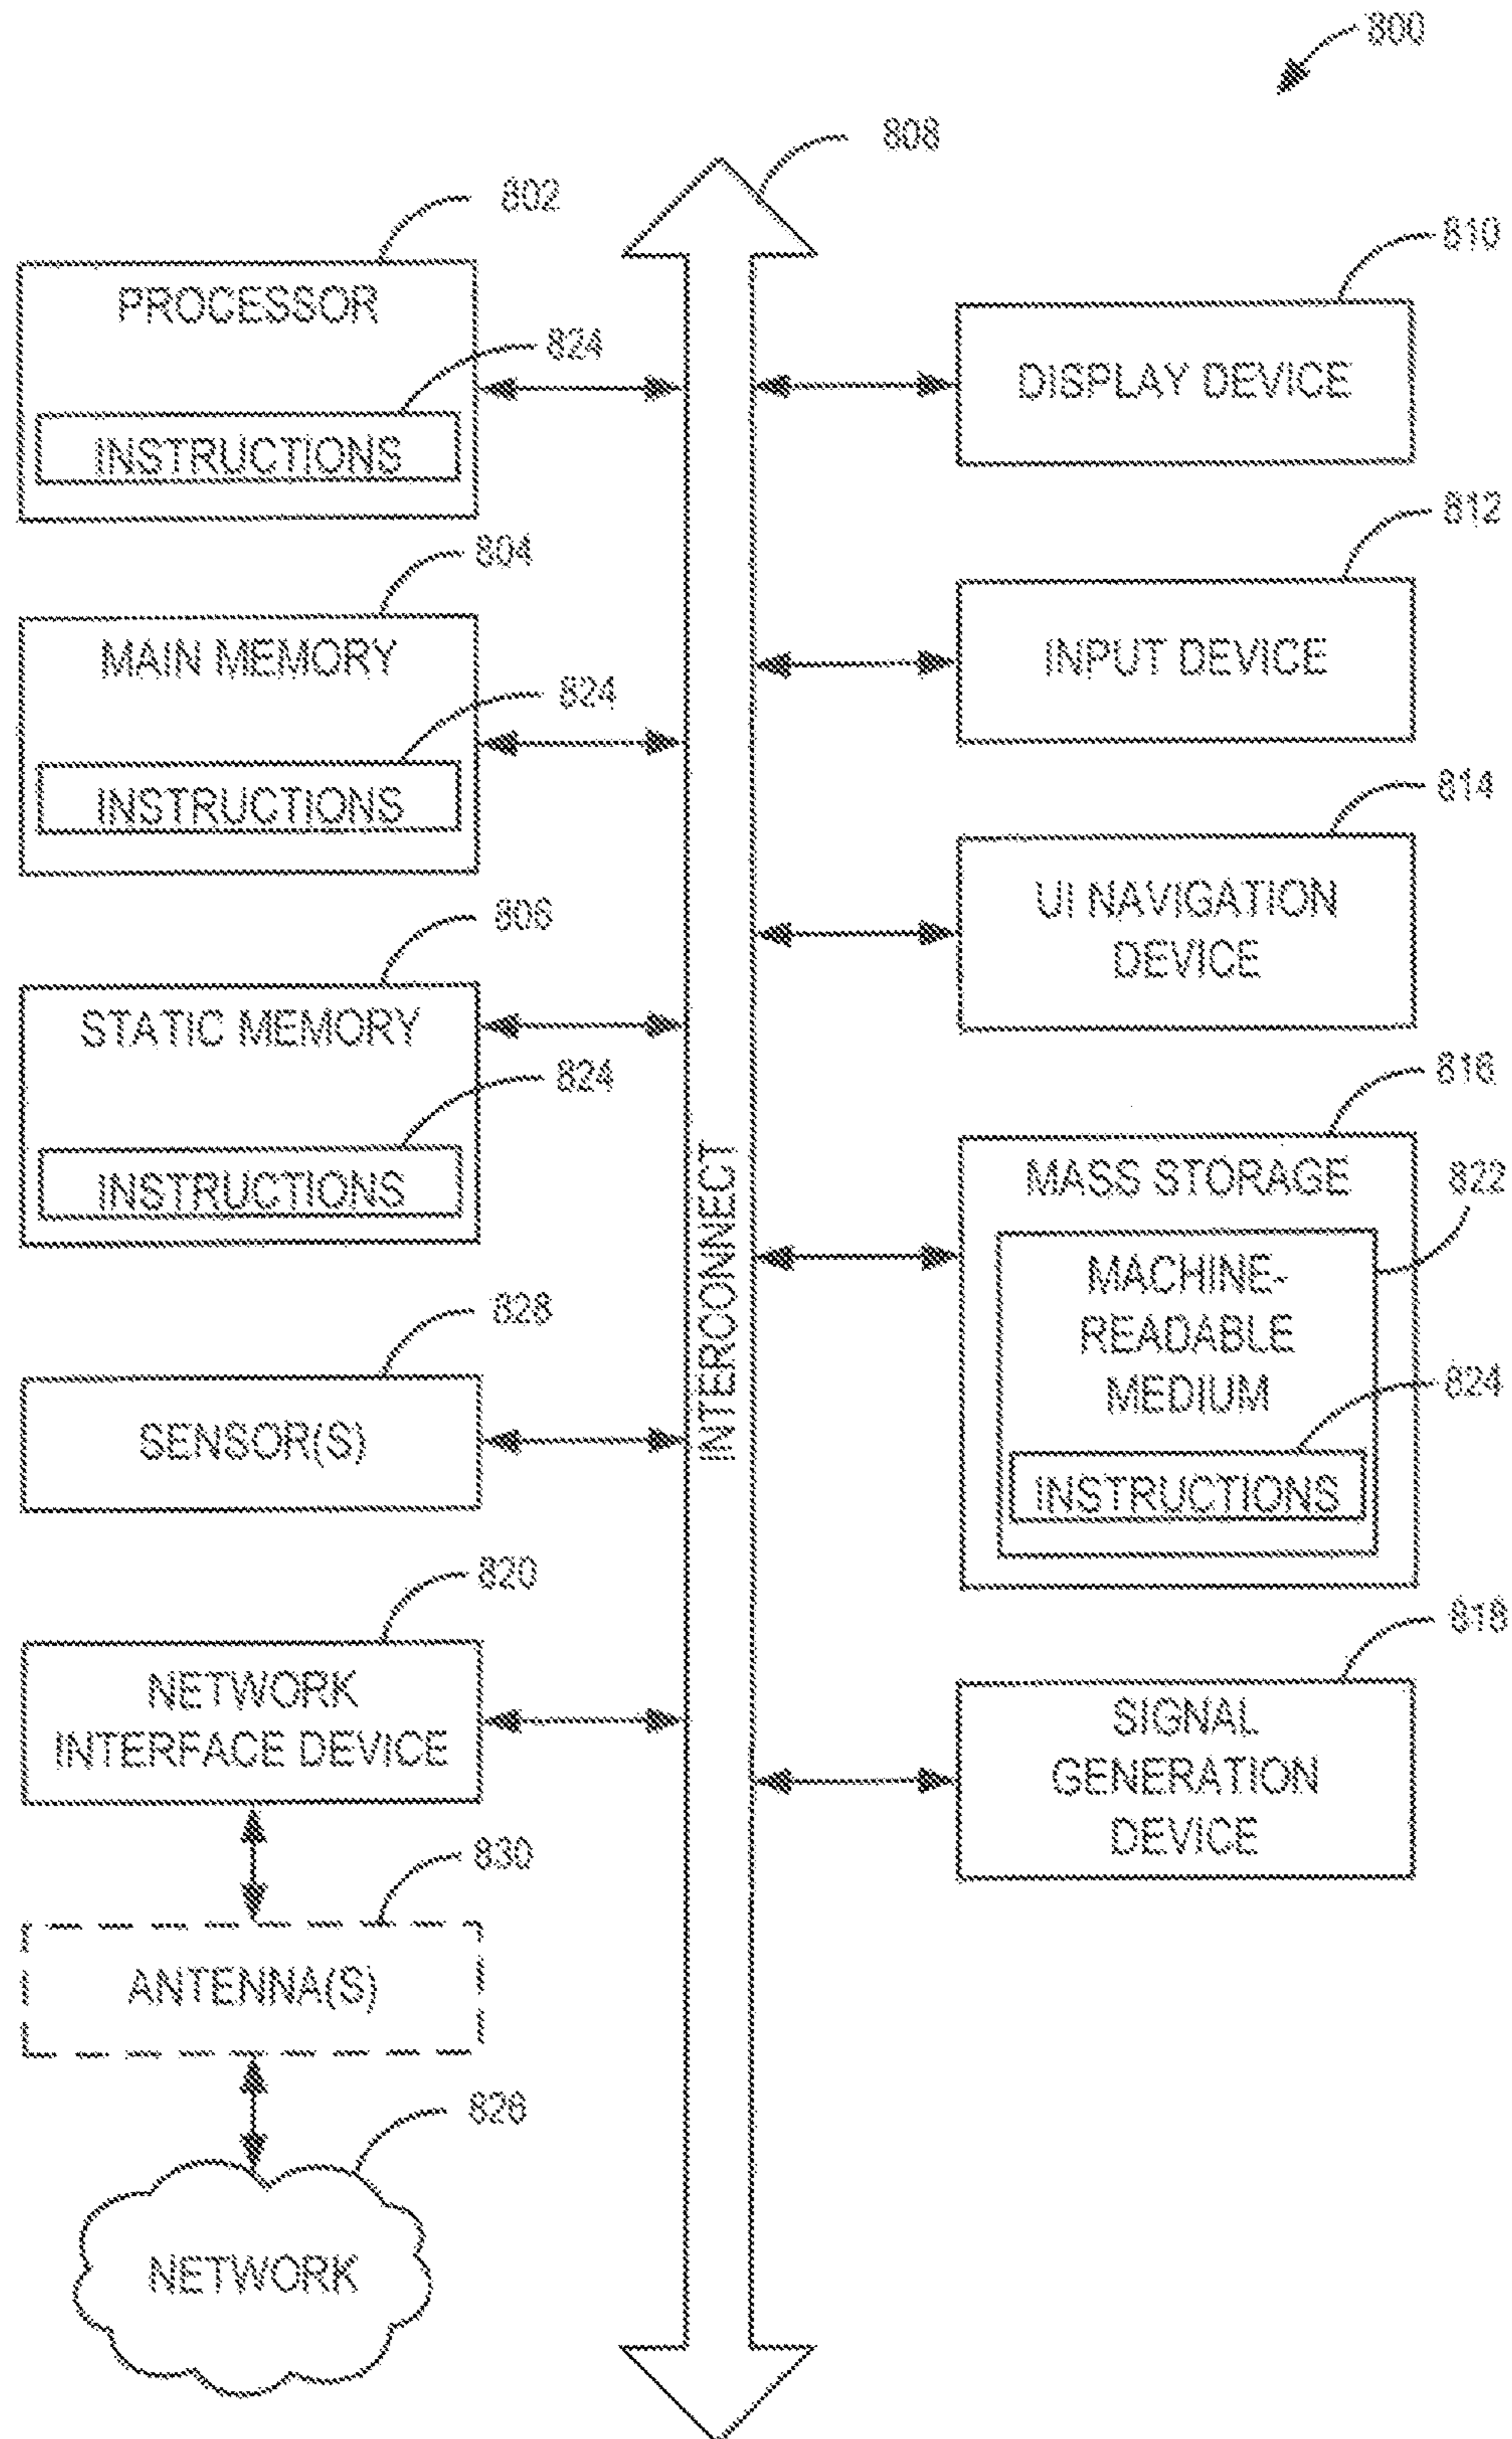 800
808
802
PROCESSOR
824
INSTRUCTIONS
804
MAIN MEMORY
824
INSTRUCTIONS
806
STATIC MEMORY
824
INSTRUCTIONS
828
SENSOR(S)
820
NETWORK
INTERFACE DEVICE
830
ANTENNA(S)
826
NETWORK
INTERCONNECT
810
DISPLAY DEVICE
812
INPUT DEVICE
814
UI NAVIGATION
DEVICE
816
MASS STORAGE
822
MACHINE-
READABLE
MEDIUM
824
INSTRUCTIONS
818
SIGNAL
GENERATION
DEVICE